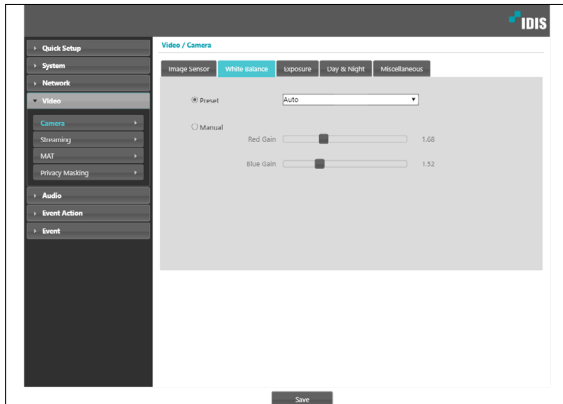 IDIS
Quick Setup
System
Network
Video
Camera
Streaming
MAT
Privacy Masking
Audio
Event Action
Event
Video / Camera
Image Sensor White Balance Exposure Day & Night Miscellaneous
Preset Auto
Manual
Red Gain 1.68
Blue Gain 1.52
Save